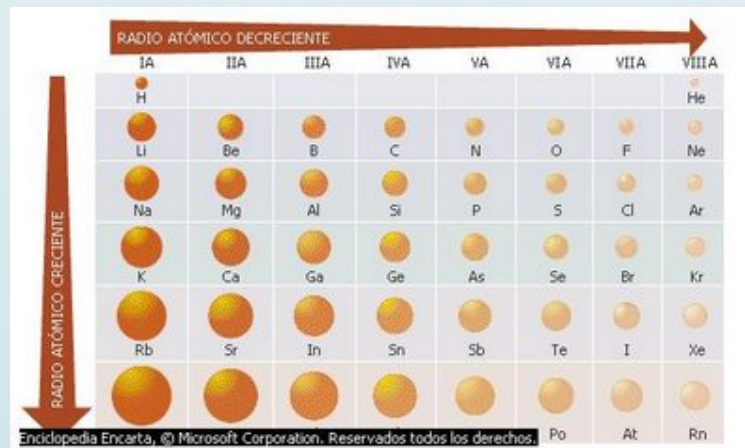 RADIO ATÓMICO DECRECIENTE
IA IIA IIIA IVA VA VIA VIIA VIIIA
H He
Li Be B C N O F Ne
Na Mg Al Si P S Cl Ar
K Ca Ga Ge As Se Br Kr
Rb Sr In Sn Sb Te I Xe
Po At Rn
RADIO ATÓMICO CRECIENTE
Enciclopedia Encarta, © Microsoft Corporation. Reservados todos los derechos.